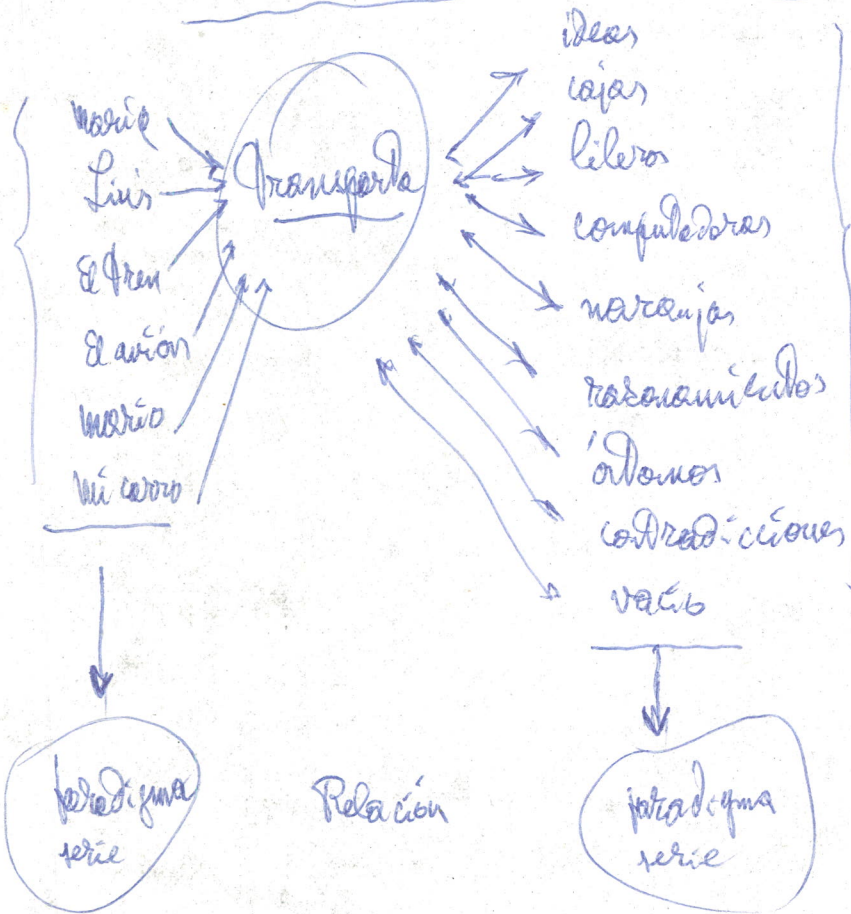 María
Luis
El tren
El avión
Mario
Mi carro
Transporta
ideas
cajas
libros
computadoras
naranjas
razonamientos
átomos
contradicciones
vacío
paradigma
serie
Relación
paradigma
serie